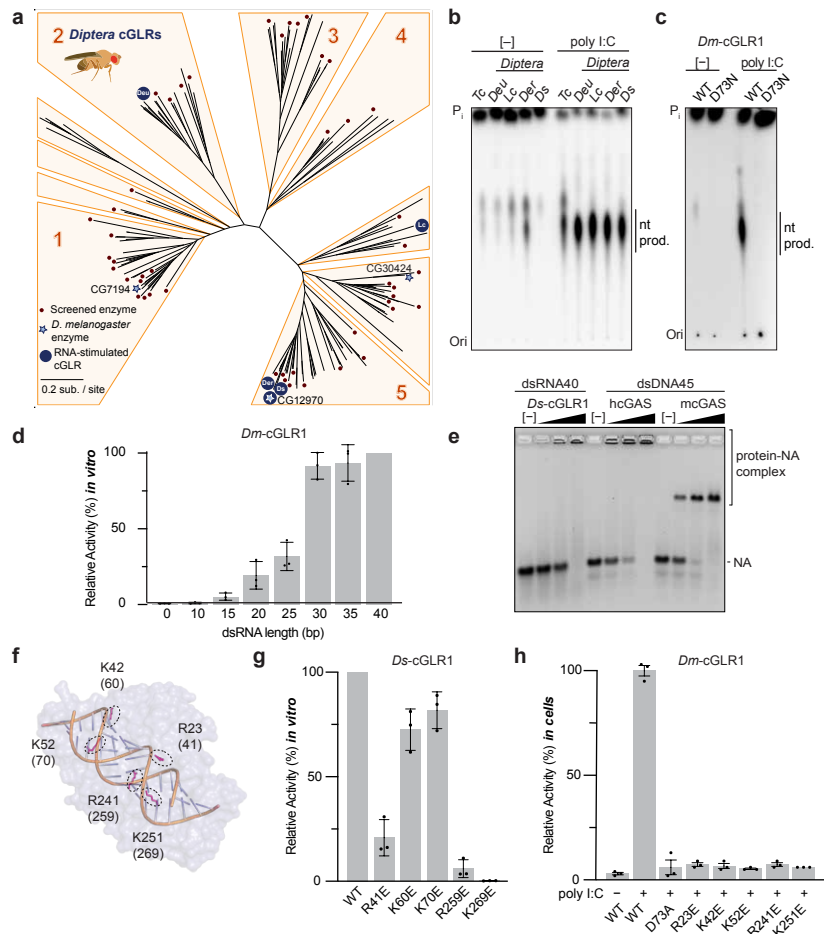 a
2 Diptera cGLRs
3
4
Deu
Lc
1
CG7194
CG30424
Screened enzyme
D. melanogaster
enzyme
RNA-stimulated
cGLR
0.2 sub. / site
Der
Ds
CG12970
5
b
[–] poly I:C
Diptera Diptera
Tc Deu Lc Der Ds Tc Deu Lc Der Ds
Pi
nt
prod.
Ori
c
Dm-cGLR1
[–] poly I:C
WT D73N WT D73N
Pi
nt
prod.
Ori
d
Dm-cGLR1
Relative Activity (%) in vitro
100
50
0
0 10 15 20 25 30 35 40
dsRNA length (bp)
e
dsRNA40 dsDNA45
Ds-cGLR1 hcGAS mcGAS
[–] [–] [–]
protein-NA
complex
- NA
f
K42
(60)
K52
(70)
R23
(41)
R241
(259)
K251
(269)
g
Ds-cGLR1
Relative Activity (%) in vitro
100
50
0
WT R41E K60E K70E R259E K269E
h
Dm-cGLR1
Relative Activity (%) in cells
100
50
0
poly I:C – + + + + + + +
WT WT D73A R23E K42E K52E R241E K251E